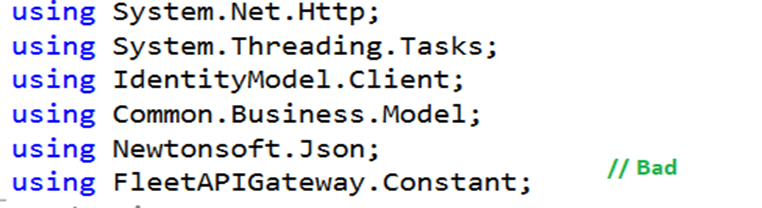 using System.Net.Http;
using System.Threading.Tasks;
using IdentityModel.Client;
using Common.Business.Model;
using Newtonsoft.Json;
// Bad
using FleetAPIGateway.Constant;